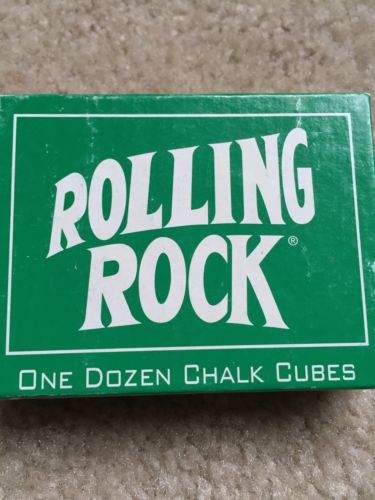 ROLLING
ROCK®
ONE DOZEN CHALK CUBES